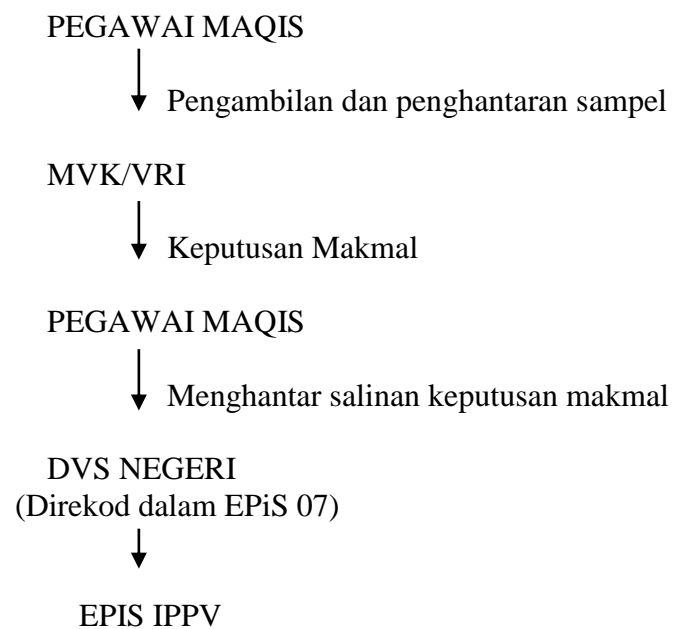 PEGAWAI MAQIS
Pengambilan dan penghantaran sampel
MVK/VRI
Keputusan Makmal
PEGAWAI MAQIS
Menghantar salinan keputusan makmal
DVS NEGERI
(Direkod dalam EPiS 07)
EPIS IPPV